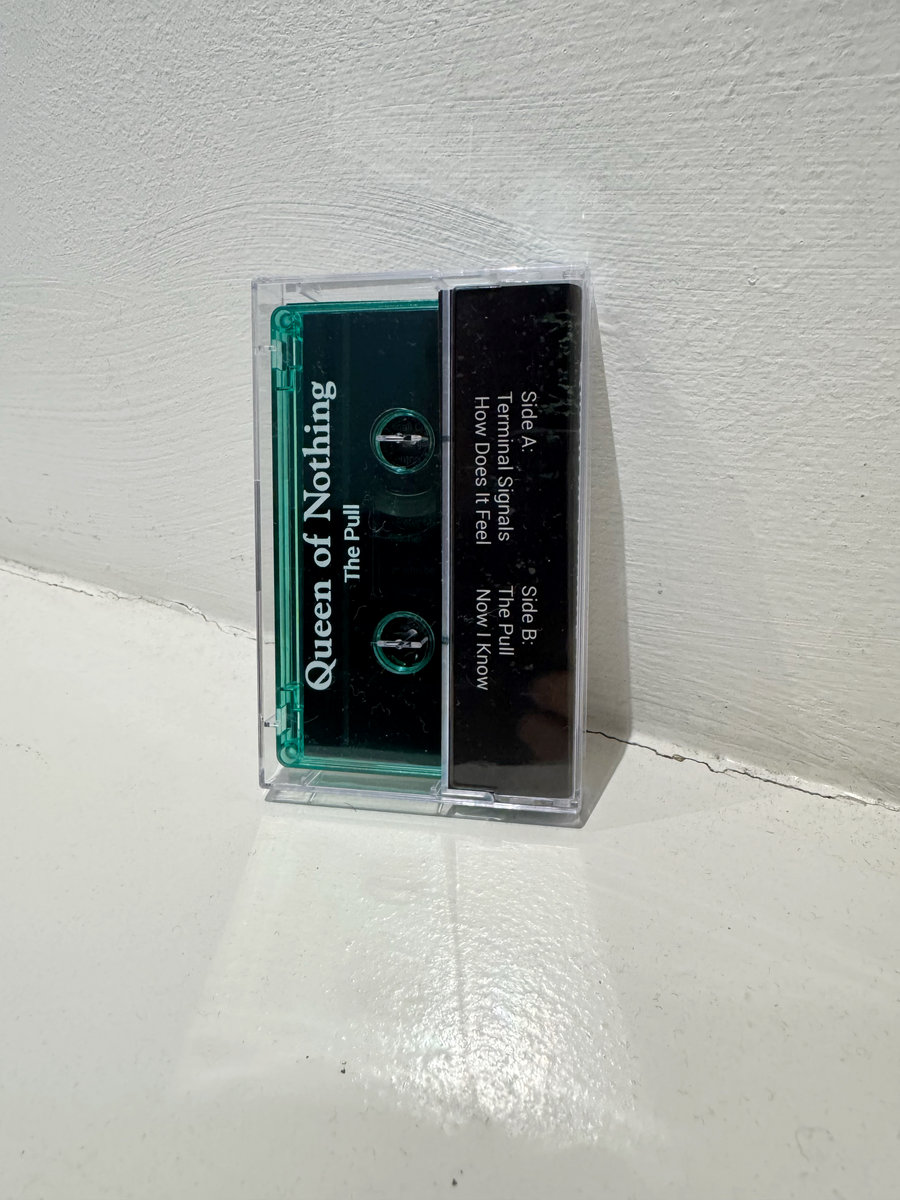 Queen of Nothing
The Pull
Side A:
Terminal Signals
How Does It Feel
Side B:
The Pull
Now I Know